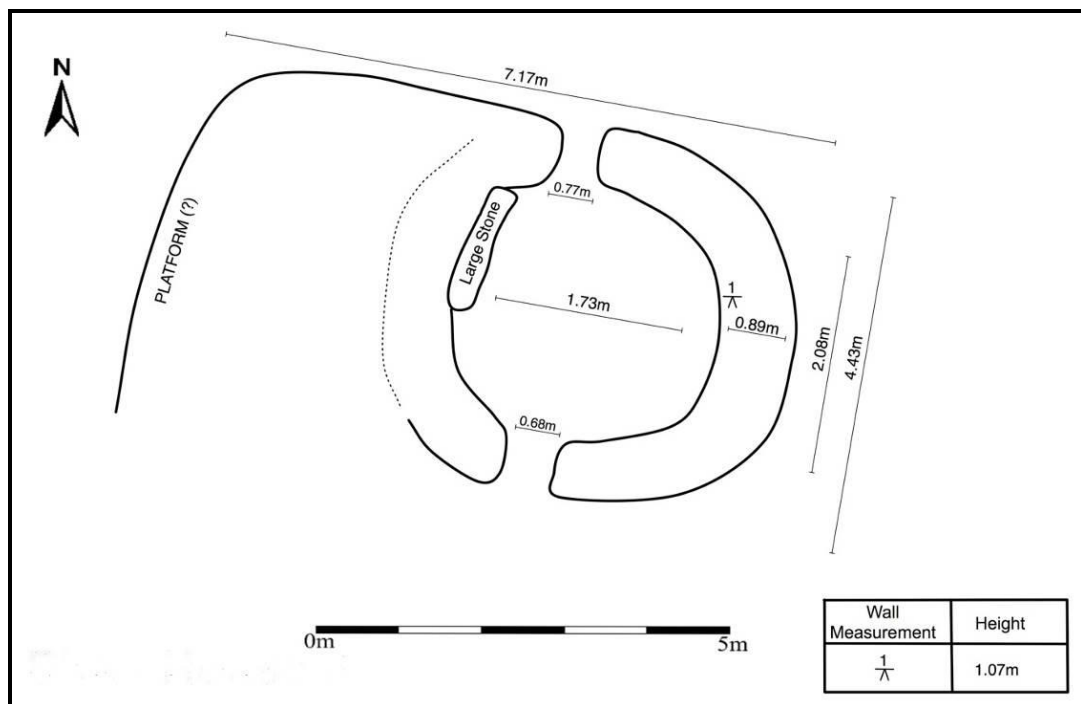 7.17m
N
0.77m
PLATFORM (?)
Large Stone
1
1.73m
0.89m
2.08m
4.43m
0.68m
0m
5m
Wall
Measurement
Height
1
1.07m